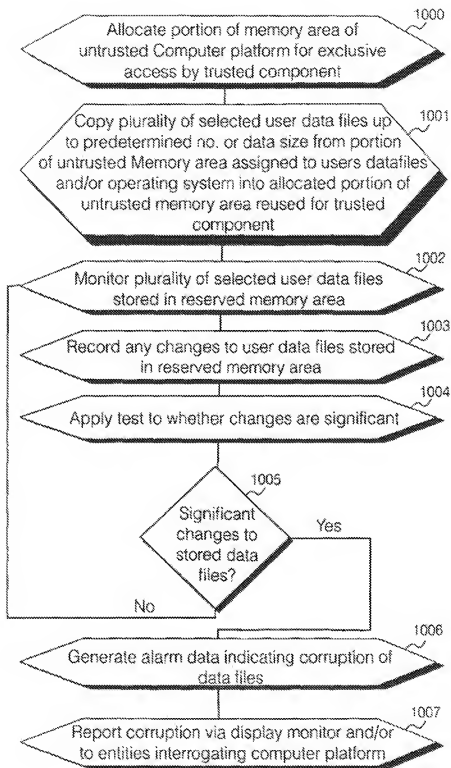 1000
Allocate portion of memory area of
untrusted Computer platform for exclusive
access by trusted component
1001
Copy plurality of selected user data files up
to predetermined no. or data size from portion
of untrusted Memory area assigned to users datafiles
and/or operating system into allocated portion of
untrusted memory area reused for trusted
component
1002
Monitor plurality of selected user data files
stored in reserved memory area
1003
Record any changes to user data files stored
in reserved memory area
1004
Apply test to whether changes are significant
1005
Significant
changes to
stored data
files?
Yes
No
1006
Generate alarm data indicating corruption of
data files
1007
Report corruption via display monitor and/or
to entities interrogating computer platform